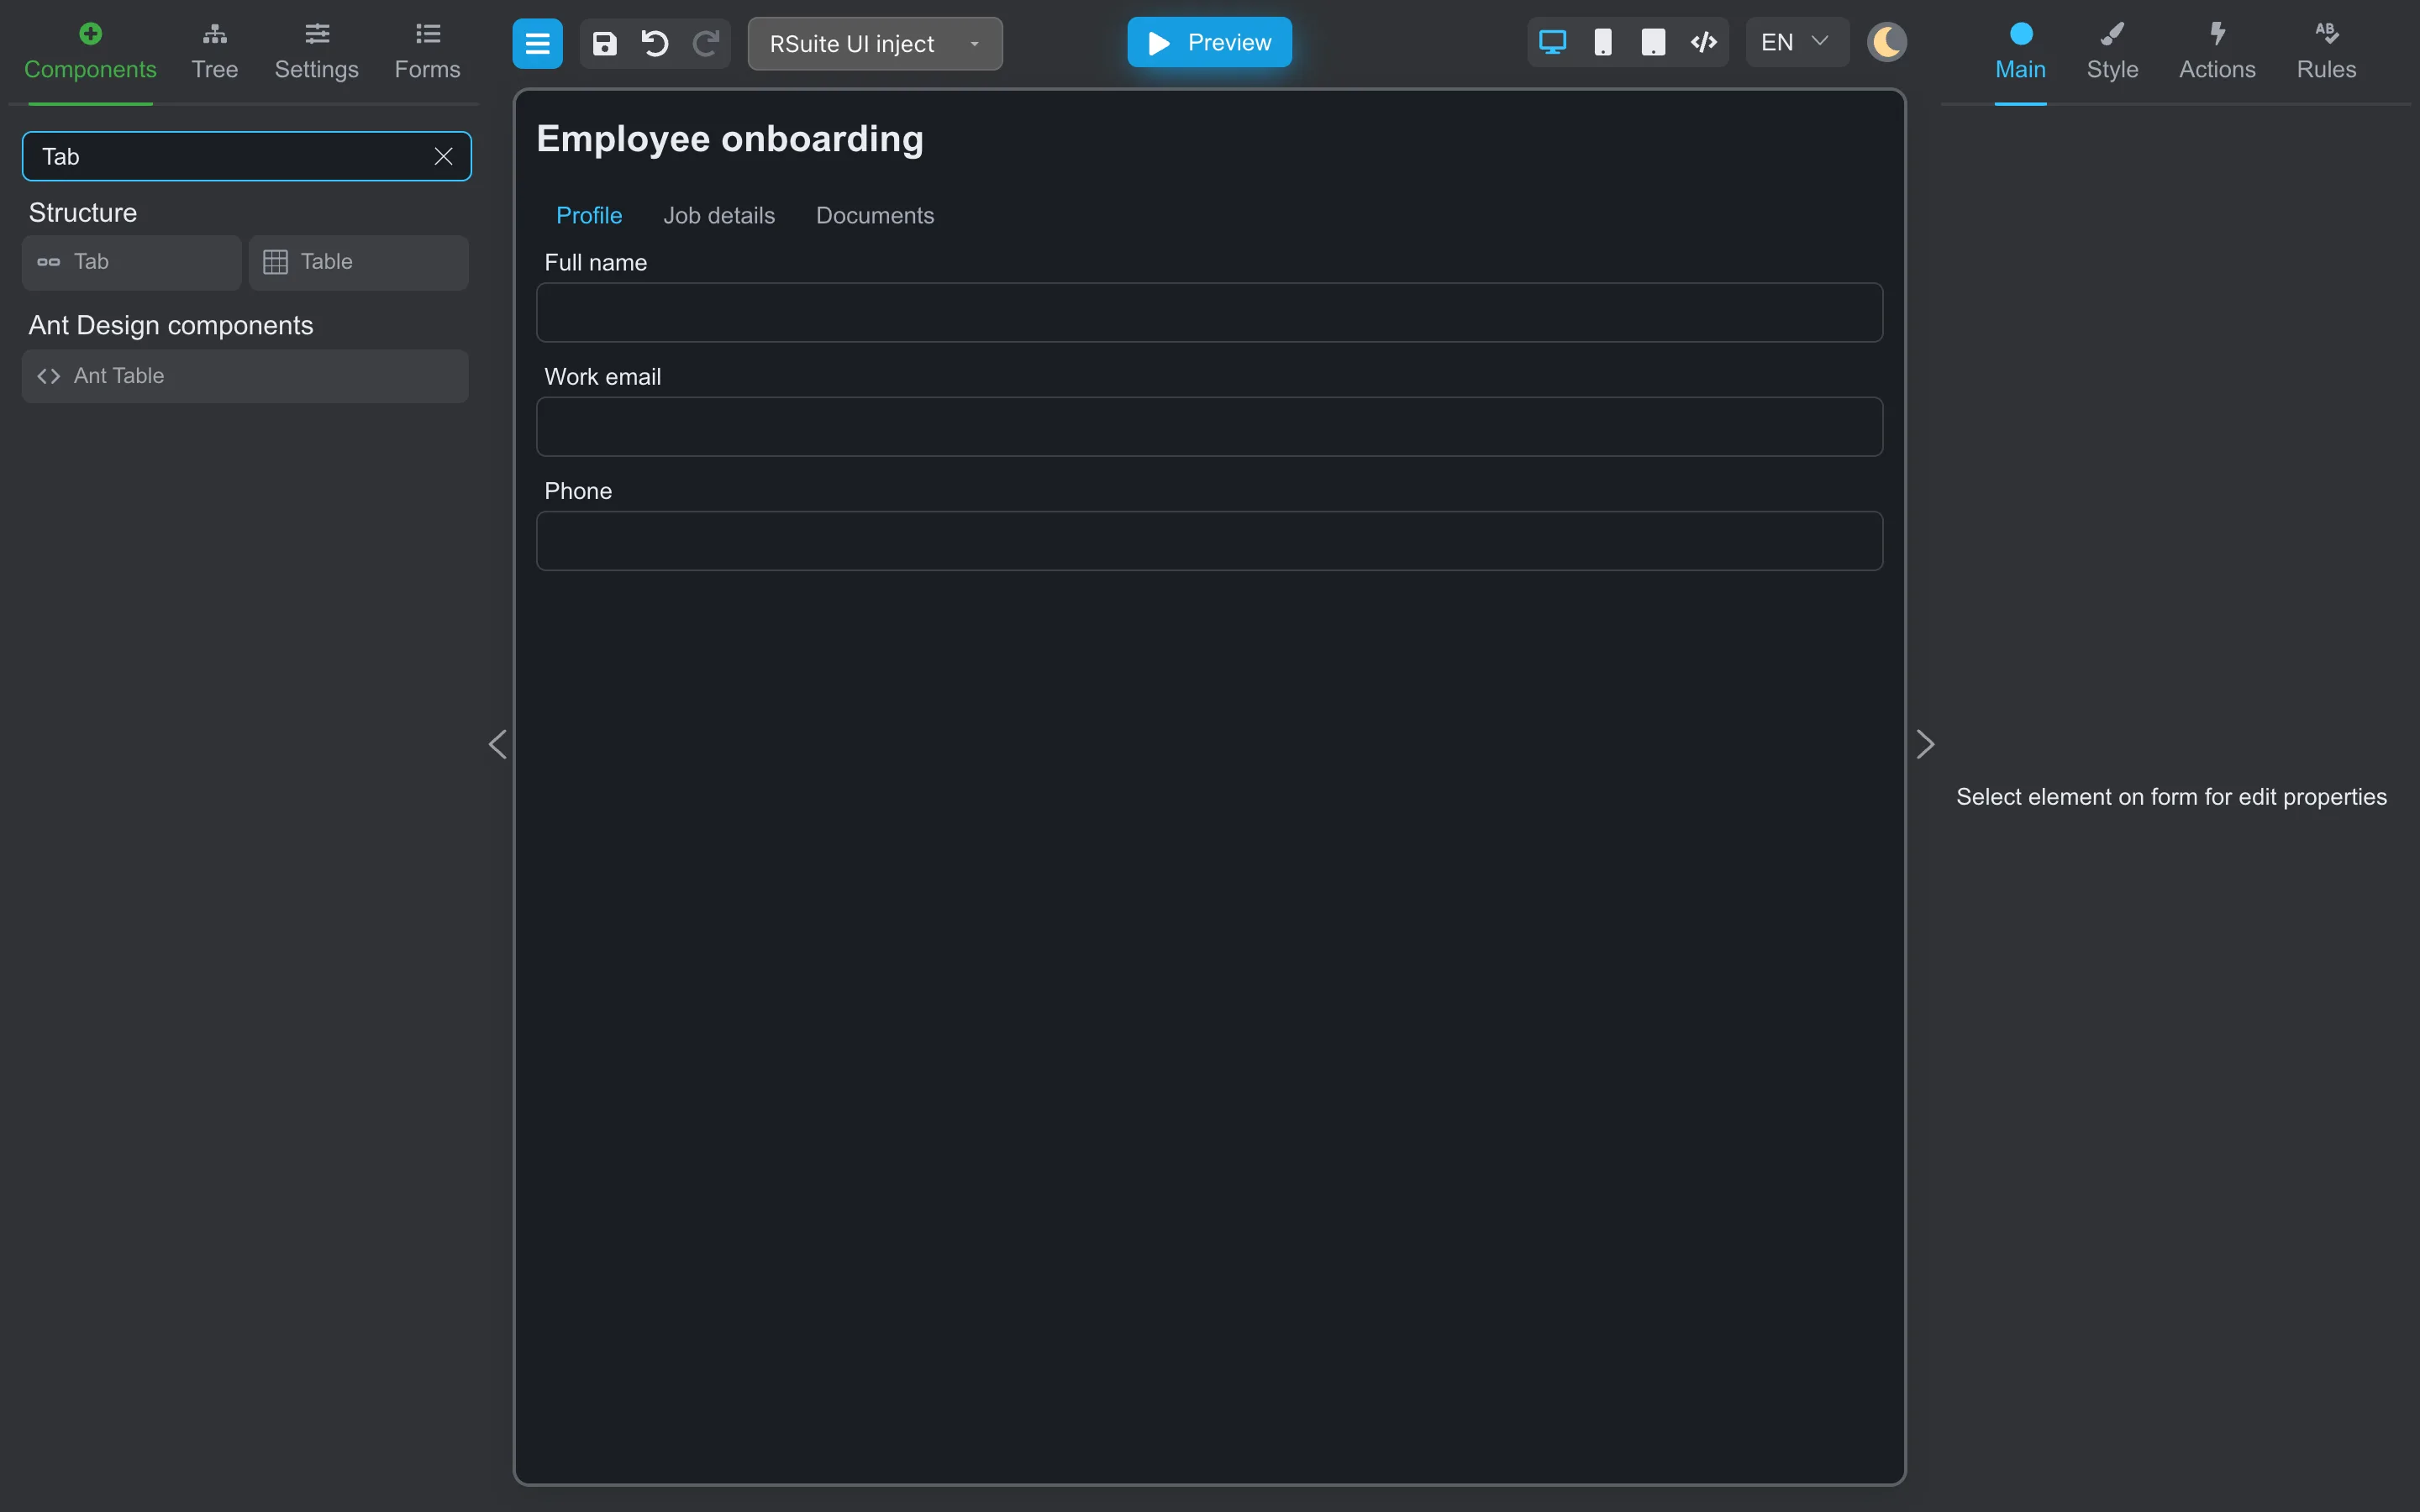 Components Tree Settings Forms
RSuite UI inject
Preview
EN
Main Style Actions AB Rules
Tab
Structure
Tab Table
Ant Design components
Ant Table
Employee onboarding
Profile Job details Documents
Full name
Work email
Phone
Select element on form for edit properties